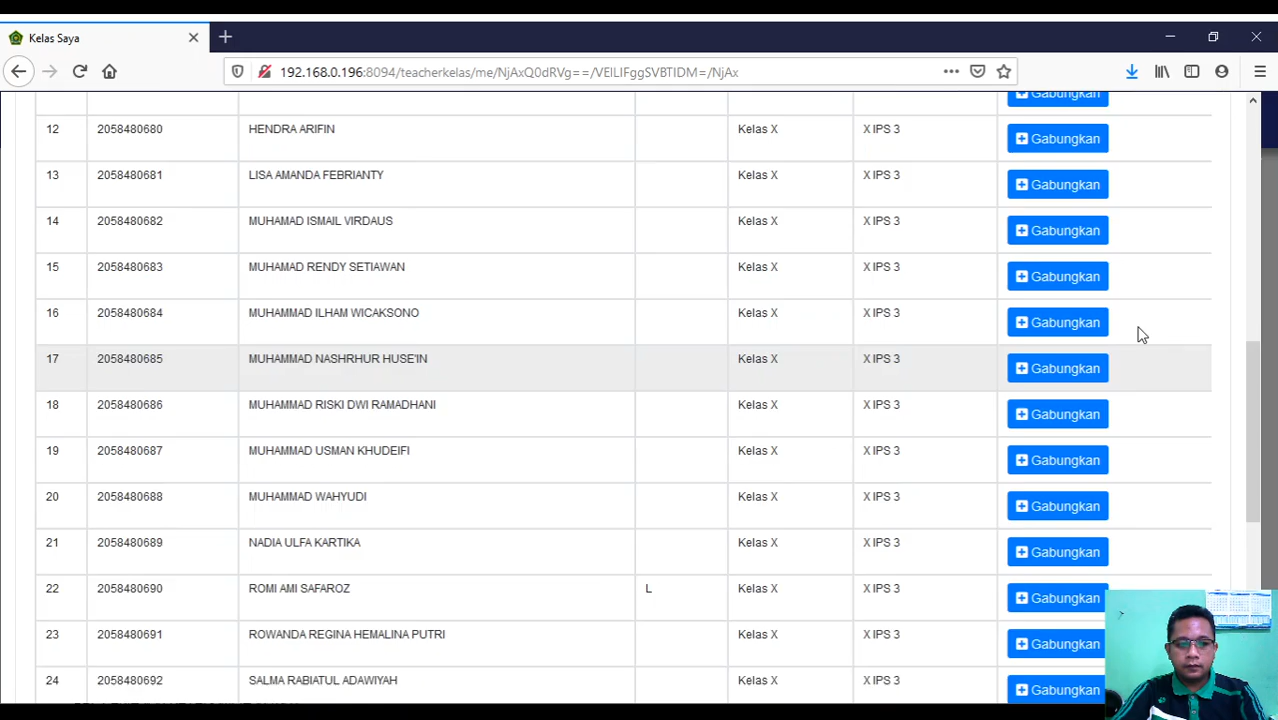 Kelas Saya
192.168.0.196:8094/teacherkelas/me/NjAxQ0dRVg==/VElLIFggSVBTIDM=/NjAx
Gabungkan
12 2058480680 HENDRA ARIFIN Kelas X X IPS 3 Gabungkan
13 2058480681 LISA AMANDA FEBRIANTY Kelas X X IPS 3 Gabungkan
14 2058480682 MUHAMAD ISMAIL VIRDAUS Kelas X X IPS 3 Gabungkan
15 2058480683 MUHAMAD RENDY SETIAWAN Kelas X X IPS 3 Gabungkan
16 2058480684 MUHAMMAD ILHAM WICAKSONO Kelas X X IPS 3 Gabungkan
17 2058480685 MUHAMMAD NASHRHUR HUSE'IN Kelas X X IPS 3 Gabungkan
18 2058480686 MUHAMMAD RISKI DWI RAMADHANI Kelas X X IPS 3 Gabungkan
19 2058480687 MUHAMMAD USMAN KHUDEIFI Kelas X X IPS 3 Gabungkan
20 2058480688 MUHAMMAD WAHYUDI Kelas X X IPS 3 Gabungkan
21 2058480689 NADIA ULFA KARTIKA Kelas X X IPS 3 Gabungkan
22 2058480690 ROMI AMI SAFAROZ L Kelas X X IPS 3 Gabungkan
23 2058480691 ROWANDA REGINA HEMALINA PUTRI Kelas X X IPS 3 Gabungkan
24 2058480692 SALMA RABIATUL ADAWIYAH Kelas X X IPS 3 Gabungkan